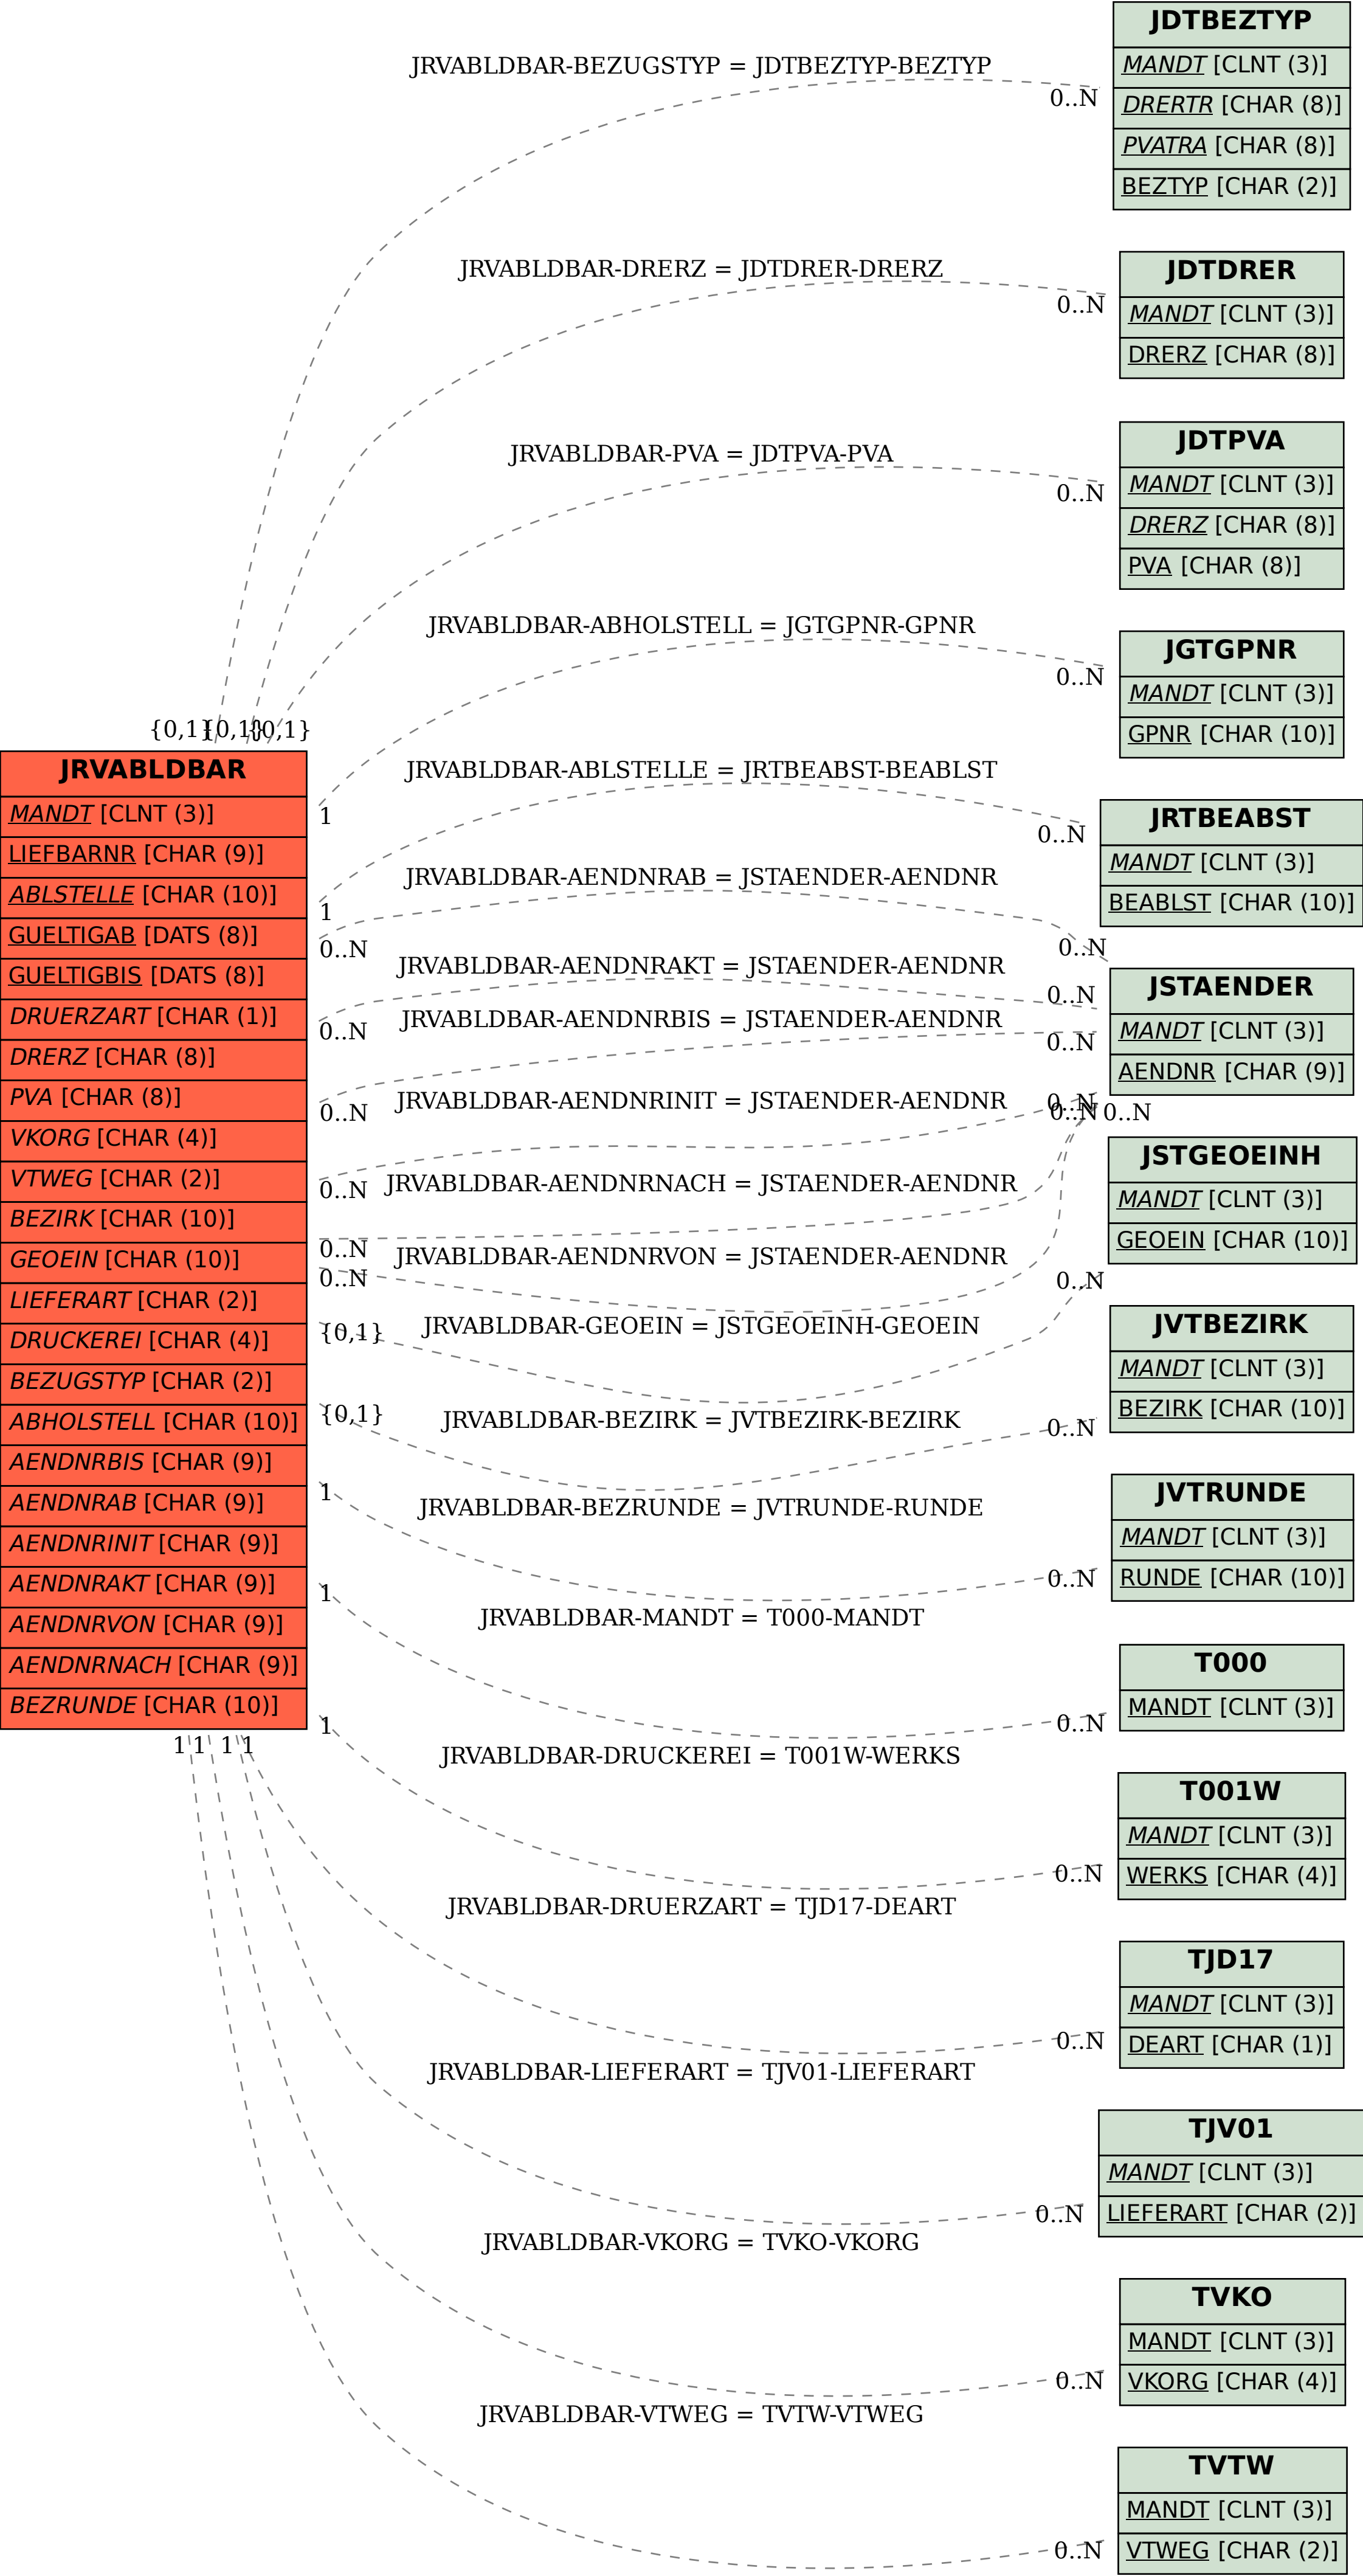 JDTBEZTYP
MANDT [CLNT (3)]
DRERTR [CHAR (8)]
PVATRA [CHAR (8)]
BEZTYP [CHAR (2)]
JRVABLDBAR-BEZUGSTYP = JDTBEZTYP-BEZTYP
0..N
JDTDRER
MANDT [CLNT (3)]
DRERZ [CHAR (8)]
JRVABLDBAR-DRERZ = JDTDRER-DRERZ
0..N
JDTPVA
MANDT [CLNT (3)]
DRERZ [CHAR (8)]
PVA [CHAR (8)]
JRVABLDBAR-PVA = JDTPVA-PVA
0..N
JGTGPNR
MANDT [CLNT (3)]
GPNR [CHAR (10)]
JRVABLDBAR-ABHOLSTELL = JGTGPNR-GPNR
0..N
{0,1}
{0,1}
{0,1}
JRVABLDBAR
MANDT [CLNT (3)]
LIEFBARNR [CHAR (9)]
ABLSTELLE [CHAR (10)]
GUELTIGAB [DATS (8)]
GUELTIGBIS [DATS (8)]
DRUERZART [CHAR (1)]
DRERZ [CHAR (8)]
PVA [CHAR (8)]
VKORG [CHAR (4)]
VTWEG [CHAR (2)]
BEZIRK [CHAR (10)]
GEOEIN [CHAR (10)]
LIEFERART [CHAR (2)]
DRUCKEREI [CHAR (4)]
BEZUGSTYP [CHAR (2)]
ABHOLSTELL [CHAR (10)]
AENDNRBIS [CHAR (9)]
AENDNRAB [CHAR (9)]
AENDNRINIT [CHAR (9)]
AENDNRAKT [CHAR (9)]
AENDNRVON [CHAR (9)]
AENDNRNACH [CHAR (9)]
BEZRUNDE [CHAR (10)]
1
1
0..N
0..N
0..N
0..N
0..N
0..N
{0,1}
{0,1}
1
1
1
1
1
1
1
JRVABLDBAR-ABLSTELLE = JRTBEABST-BEABLST
0..N
JRTBEABST
MANDT [CLNT (3)]
BEABLST [CHAR (10)]
JRVABLDBAR-AENDNRAB = JSTAENDER-AENDNR
0..N
JRVABLDBAR-AENDNRAKT = JSTAENDER-AENDNR
0..N
JRVABLDBAR-AENDNRBIS = JSTAENDER-AENDNR
0..N
JRVABLDBAR-AENDNRINIT = JSTAENDER-AENDNR
0..N
JRVABLDBAR-AENDNRNACH = JSTAENDER-AENDNR
0..N
JRVABLDBAR-AENDNRVON = JSTAENDER-AENDNR
0..N
JSTAENDER
MANDT [CLNT (3)]
AENDNR [CHAR (9)]
JSTGEOEINH
MANDT [CLNT (3)]
GEOEIN [CHAR (10)]
JRVABLDBAR-GEOEIN = JSTGEOEINH-GEOEIN
0..N
JVTBEZIRK
MANDT [CLNT (3)]
BEZIRK [CHAR (10)]
JRVABLDBAR-BEZIRK = JVTBEZIRK-BEZIRK
0..N
JVTRUNDE
MANDT [CLNT (3)]
RUNDE [CHAR (10)]
JRVABLDBAR-BEZRUNDE = JVTRUNDE-RUNDE
0..N
T000
MANDT [CLNT (3)]
JRVABLDBAR-MANDT = T000-MANDT
0..N
T001W
MANDT [CLNT (3)]
WERKS [CHAR (4)]
JRVABLDBAR-DRUCKEREI = T001W-WERKS
0..N
TJD17
MANDT [CLNT (3)]
DEART [CHAR (1)]
JRVABLDBAR-DRUERZART = TJD17-DEART
0..N
TJV01
MANDT [CLNT (3)]
LIEFERART [CHAR (2)]
JRVABLDBAR-LIEFERART = TJV01-LIEFERART
0..N
TVKO
MANDT [CLNT (3)]
VKORG [CHAR (4)]
JRVABLDBAR-VKORG = TVKO-VKORG
0..N
TVTW
MANDT [CLNT (3)]
VTWEG [CHAR (2)]
JRVABLDBAR-VTWEG = TVTW-VTWEG
0..N